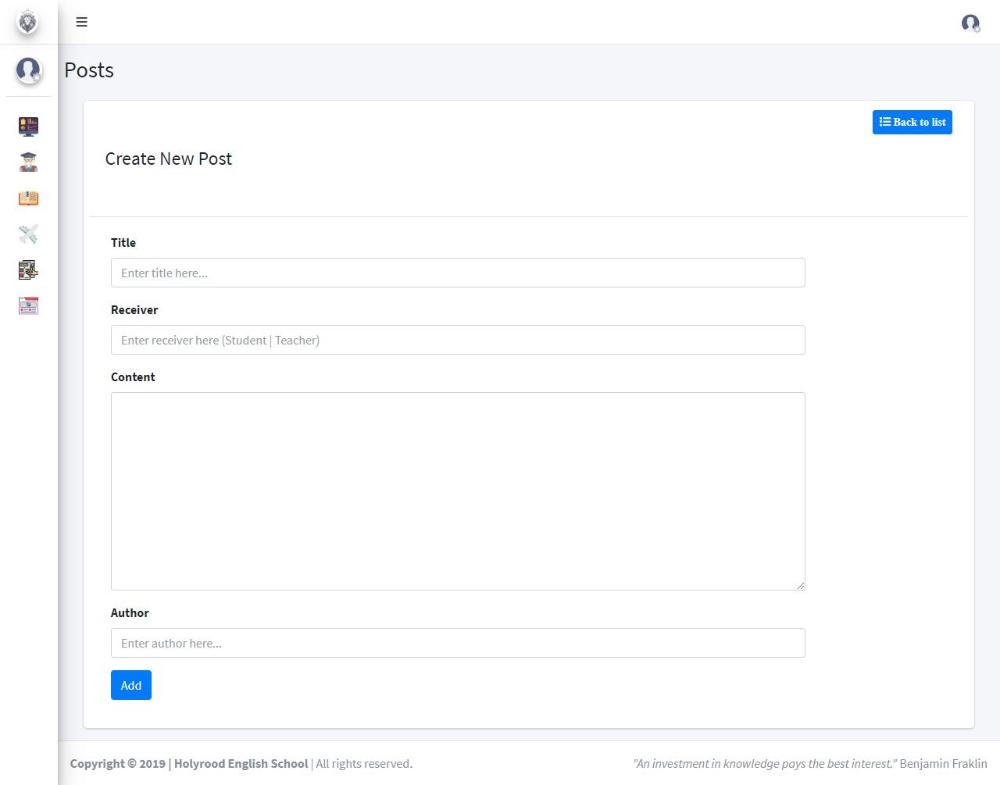 Posts
Back to list
Create New Post
Title
Enter title here...
Receiver
Enter receiver here (Student | Teacher)
Content
Author
Enter author here...
Add
Copyright © 2019 | Holyrood English School | All rights reserved.
"An investment in knowledge pays the best interest." Benjamin Fraklin